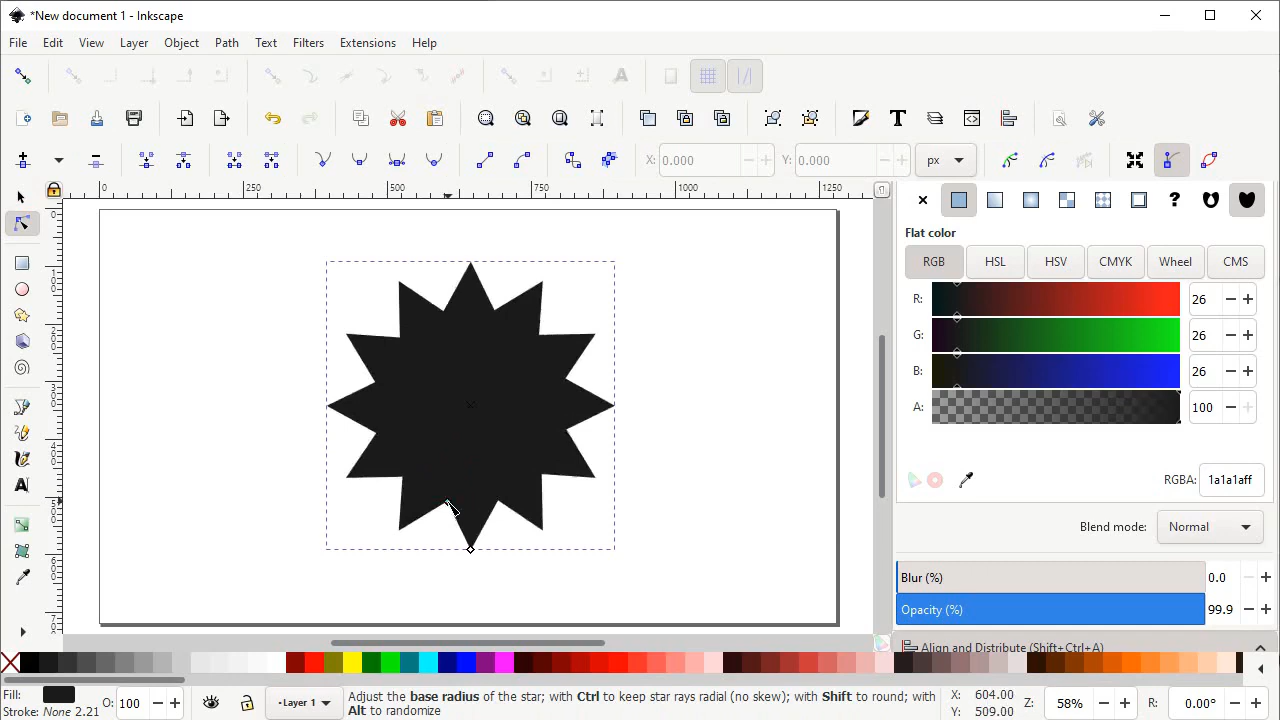 *New document 1 - Inkscape
File Edit View Layer Object Path Text Filters Extensions Help
X: 0.000 Y: 0.000 px
0 250 500 750 1000 1250
Flat color
RGB HSL HSV CMYK Wheel CMS
R: 26
G: 26
B: 26
A: 100
RGBA: 1a1a1aff
Blend mode: Normal
Blur (%) 0.0
Opacity (%) 99.9
Align and Distribute (Shift+Ctrl+A)
Fill: O: 100 Layer 1 Adjust the base radius of the star; with Ctrl to keep star rays radial (no skew); with Shift to round; with X: 604.00 Z: 58% R: 0.00°
Stroke: None 2.21 Alt to randomize Y: 509.00